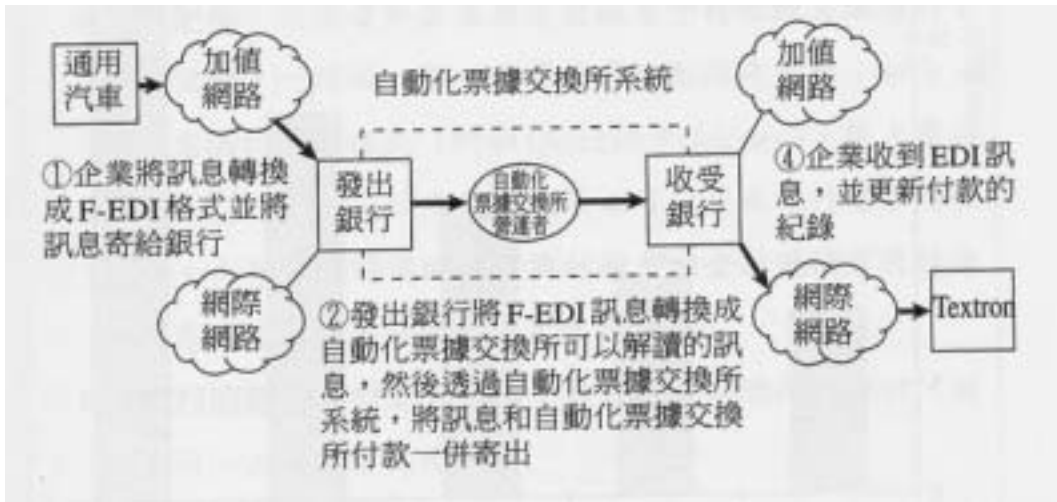 通用
汽車
加值
網路
自動化票據交換所系統
加值
網路
①企業將訊息轉換
成F-EDI格式並將
訊息寄給銀行
發出
銀行
自動化
票據交換所
營運者
收受
銀行
④企業收到EDI訊
息，並更新付款的
紀錄
網際
網路
②發出銀行將F-EDI訊息轉換成
自動化票據交換所可以解讀的訊
息，然後透過自動化票據交換所
系統，將訊息和自動化票據交換
所付款一併寄出
網際
網路
Textron